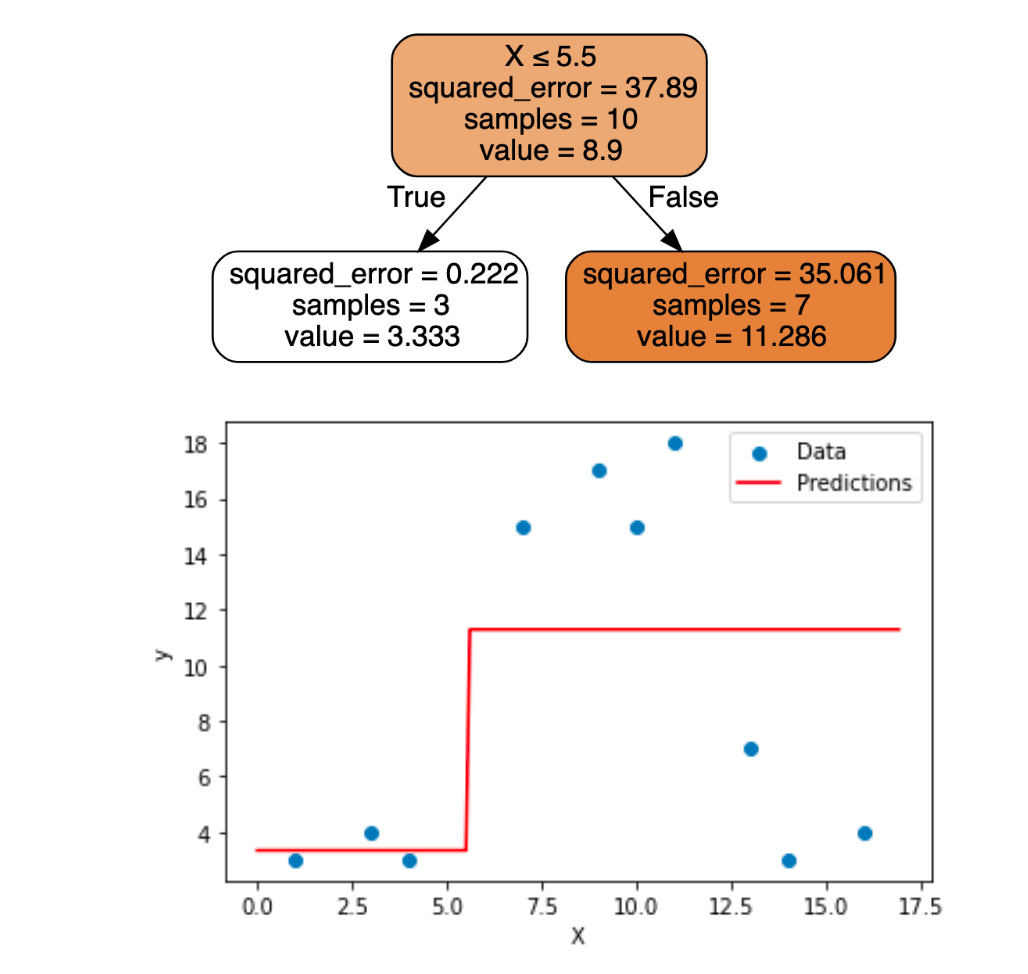 X ≤ 5.5
squared_error = 37.89
samples = 10
value = 8.9
True
False
squared_error = 0.222
samples = 3
value = 3.333
squared_error = 35.061
samples = 7
value = 11.286
Data
Predictions
18
16
14
12
10
8
6
4
y
0.0 2.5 5.0 7.5 10.0 12.5 15.0 17.5
X